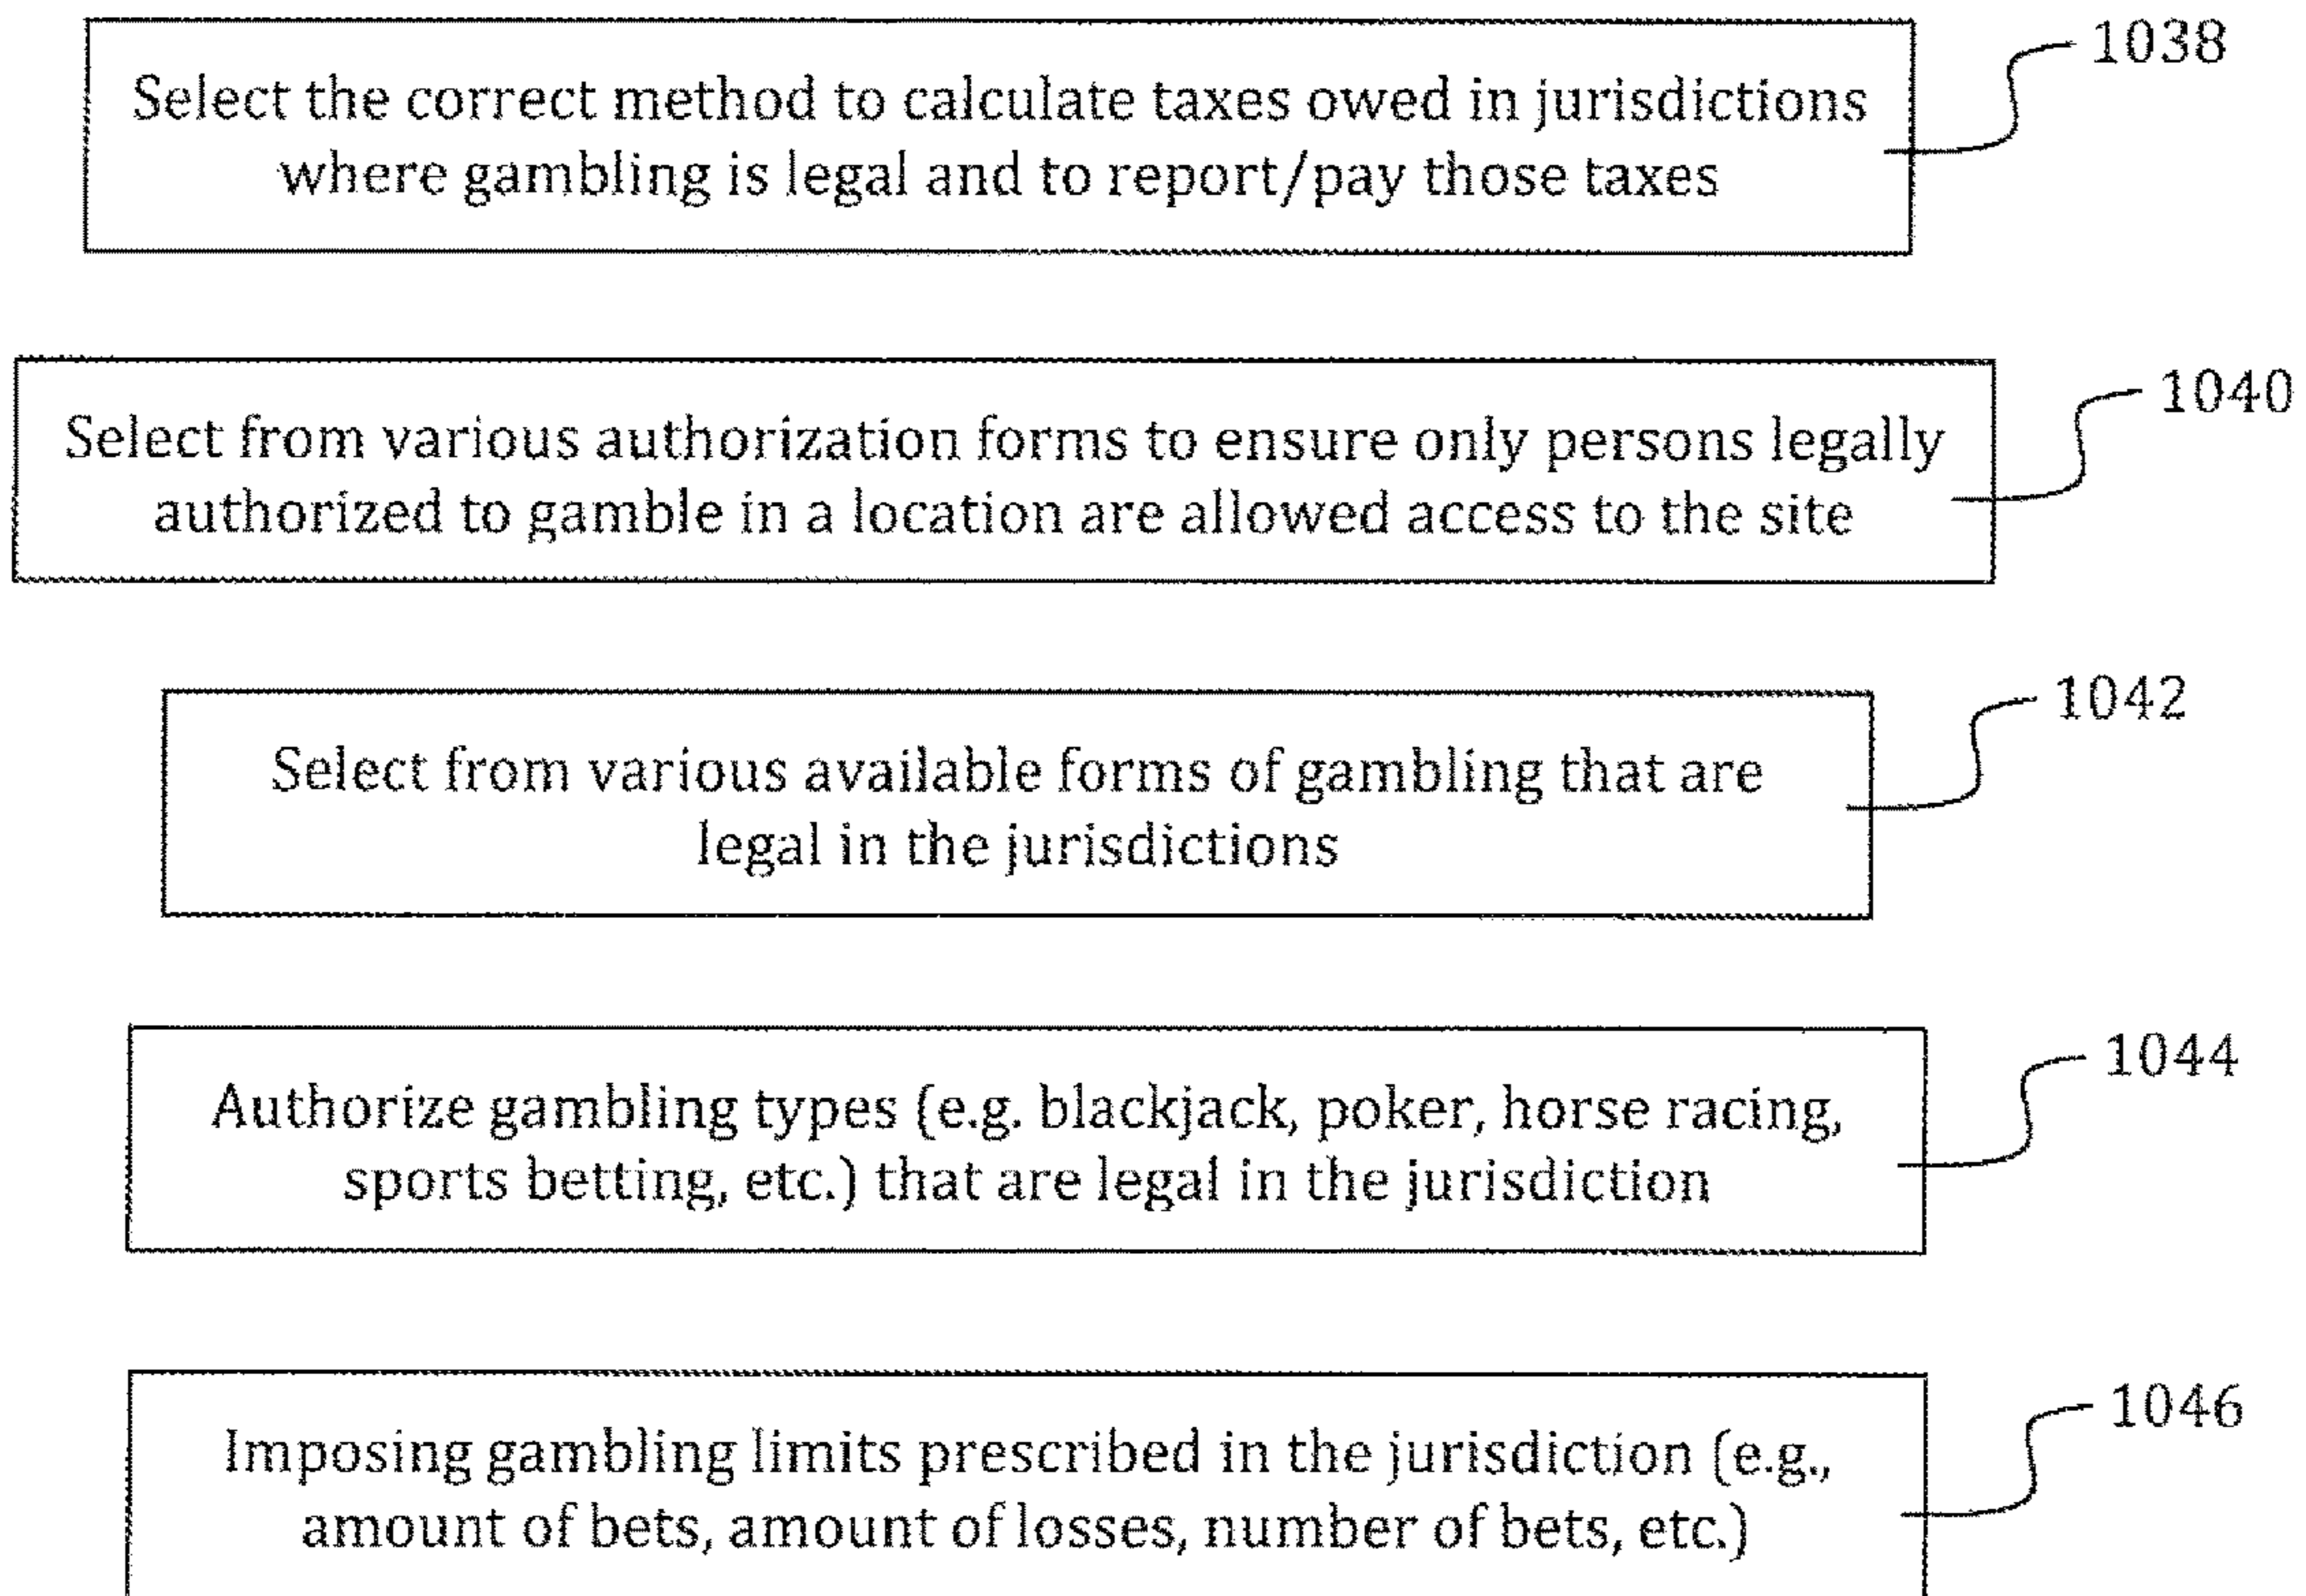 1038
Select the correct method to calculate taxes owed in jurisdictions
where gambling is legal and to report/pay those taxes
1040
Select from various authorization forms to ensure only persons legally
authorized to gamble in a location are allowed access to the site
1042
Select from various available forms of gambling that are
legal in the jurisdictions
1044
Authorize gambling types (e.g. blackjack, poker, horse racing,
sports betting, etc.) that are legal in the jurisdiction
1046
Imposing gambling limits prescribed in the jurisdiction (e.g.,
amount of bets, amount of losses, number of bets, etc.)